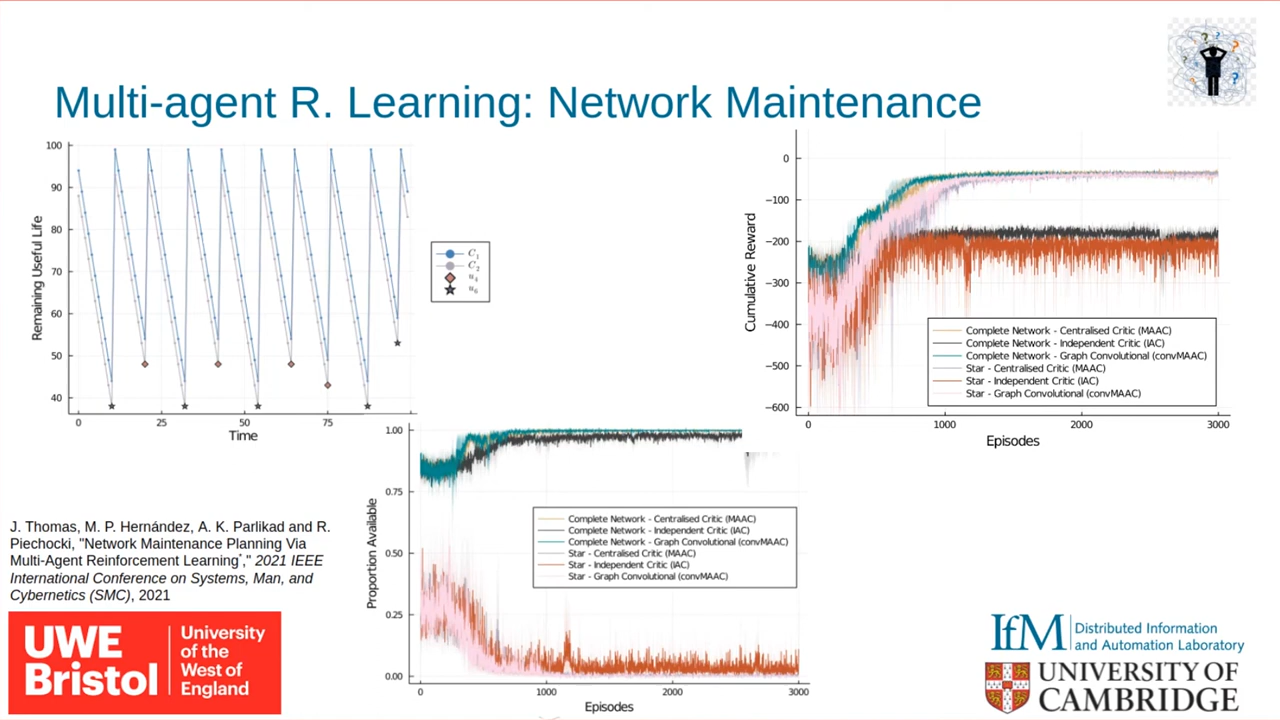 Multi-agent R. Learning: Network Maintenance
100
90
80
70
60
50
40
Remaining Useful Life
0
25
50
75
Time
C1
C2
u4
u6
0
−100
−200
−300
−400
−500
−600
Cumulative Reward
Complete Network - Centralised Critic (MAAC)
Complete Network - Independent Critic (IAC)
Complete Network - Graph Convolutional (convMAAC)
Star - Centralised Critic (MAAC)
Star - Independent Critic (IAC)
Star - Graph Convolutional (convMAAC)
0
1000
2000
3000
Episodes
1.00
0.75
0.50
0.25
0.00
Proportion Available
Complete Network - Centralised Critic (MAAC)
Complete Network - Independent Critic (IAC)
Complete Network - Graph Convolutional (convMAAC)
Star - Centralised Critic (MAAC)
Star - Independent Critic (IAC)
Star - Graph Convolutional (convMAAC)
0
1000
2000
3000
Episodes
J. Thomas, M. P. Hernández, A. K. Parlikad and R.
Piechocki, "Network Maintenance Planning Via
Multi-Agent Reinforcement Learning*," 2021 IEEE
International Conference on Systems, Man, and
Cybernetics (SMC), 2021
UWE
Bristol
University
of the
West of
England
IfM
Distributed Information
and Automation Laboratory
UNIVERSITY OF
CAMBRIDGE